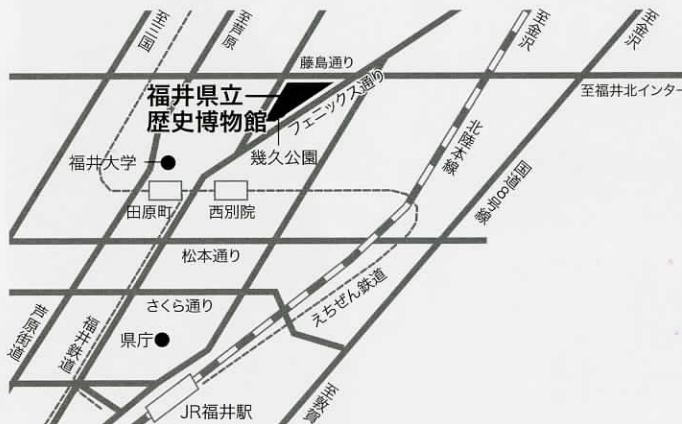 至三国
至芦原
至金沢
至金沢
藤島通り
至福井北インター
福井県立
歴史博物館
フェニックス通り
幾久公園
北陸本線
国道8号線
福井大学
田原町
西別院
松本通り
さくら通り
えちぜん鉄道
芦原街道
福井鉄道
県庁
至敦賀
JR福井駅